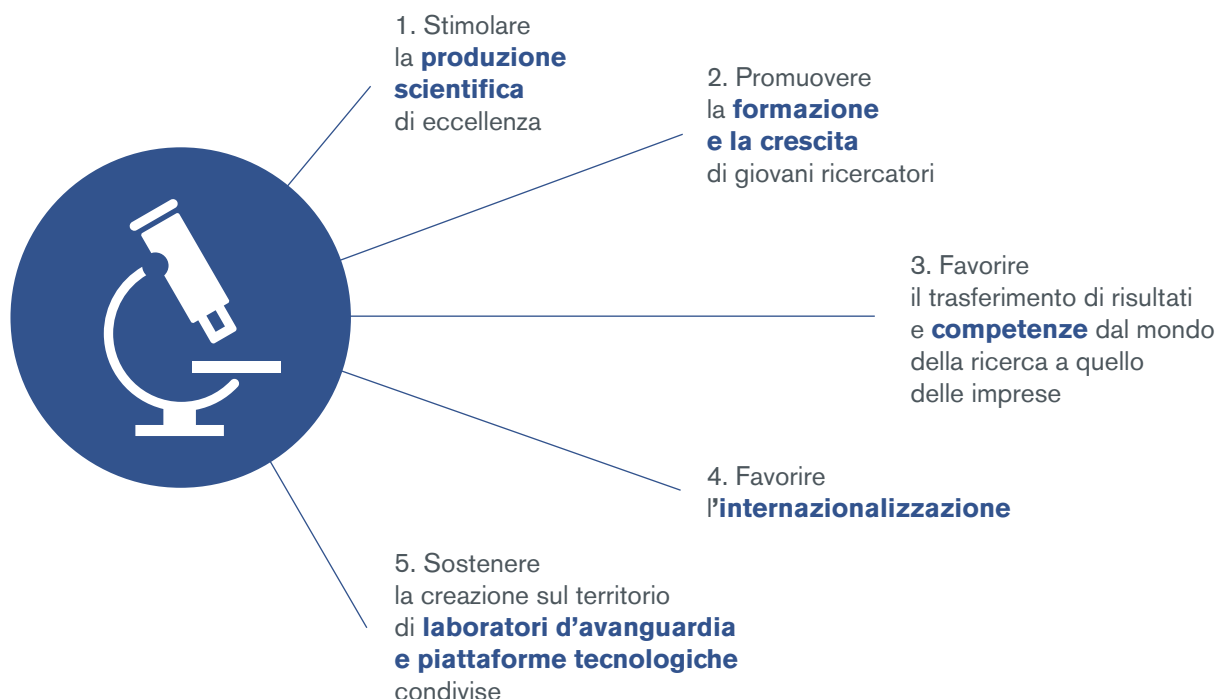 1. Stimolare
la produzione
scientifica
di eccellenza
2. Promuovere
la formazione
e la crescita
di giovani ricercatori
3. Favorire
il trasferimento di risultati
e competenze dal mondo
della ricerca a quello
delle imprese
4. Favorire
l’internazionalizzazione
5. Sostenere
la creazione sul territorio
di laboratori d’avanguardia
e piattaforme tecnologiche
condivise